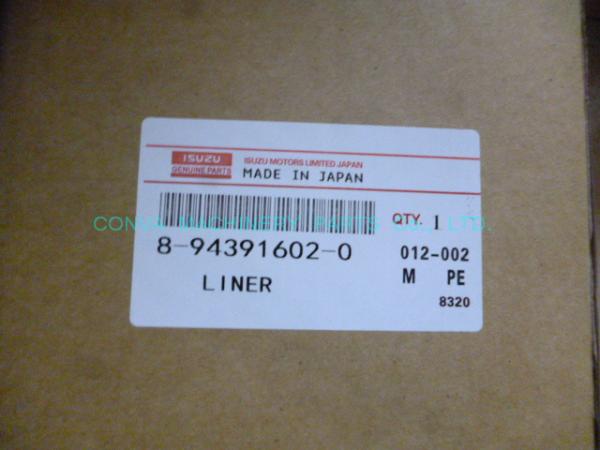 ISUZU
GENUINE PARTS
ISUZU MOTORS LIMITED JAPAN
MADE IN JAPAN
QTY. 1
8-94391602-0
012-002
LINER
M PE
8320
MACHINERY PARTS CO., LTD.